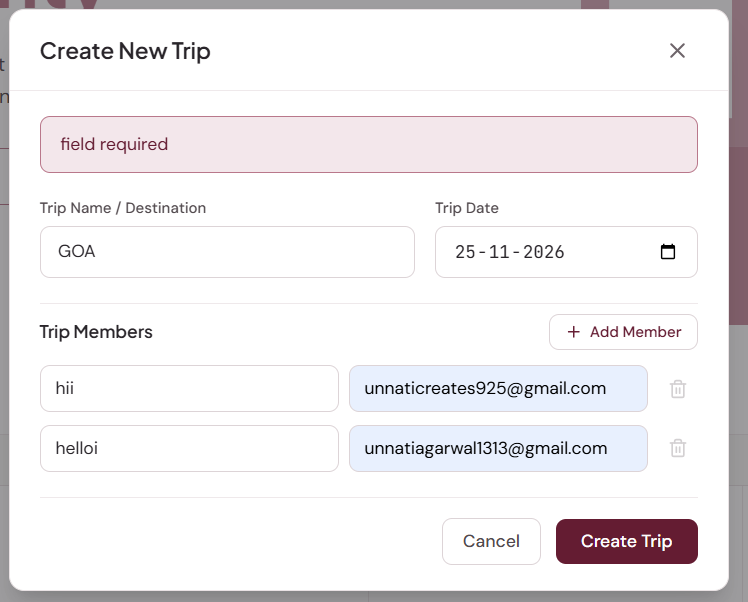 Create New Trip
field required
Trip Name / Destination
Trip Date
GOA
25-11-2026
Trip Members
+ Add Member
hii
unnaticreates925@gmail.com
helloi
unnatiagarwal1313@gmail.com
Cancel
Create Trip